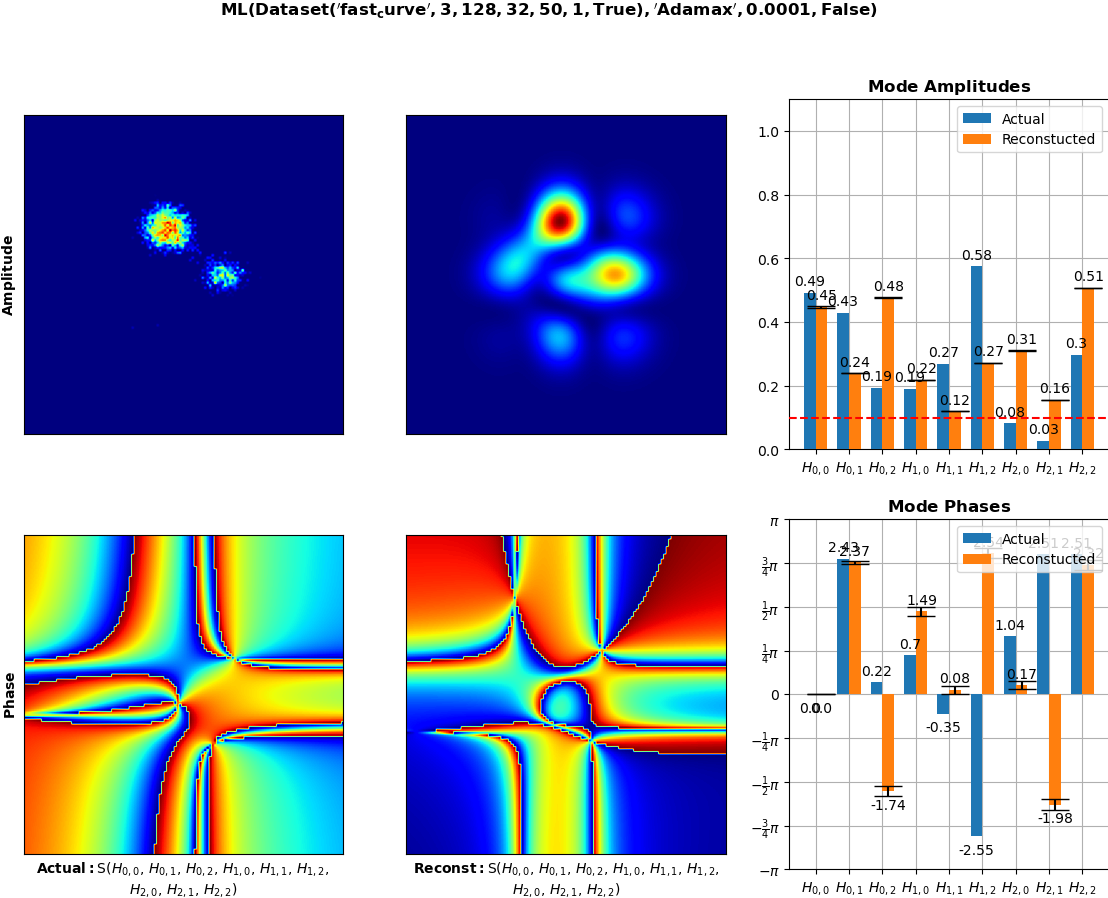 ML(Dataset('fast_curve', 3, 128, 32, 50, 1, True), 'Adamax', 0.0001, False)
Amplitude
Mode Amplitudes
Actual
Reconstucted
1.0
0.8
0.6
0.4
0.2
0.0
0.49
0.45
0.43
0.24
0.19
0.48
0.19
0.22
0.27
0.12
0.58
0.27
0.08
0.31
0.03
0.16
0.3
0.51
H0,0 H0,1 H0,2 H1,0 H1,1 H1,2 H2,0 H2,1 H2,2
Phase
Actual: S(H0,0, H0,1, H0,2, H1,0, H1,1, H1,2,
H2,0, H2,1, H2,2)
Reconst: S(H0,0, H0,1, H0,2, H1,0, H1,1, H1,2,
H2,0, H2,1, H2,2)
Mode Phases
Actual
Reconstucted
π
3/4π
1/2π
1/4π
0
−1/4π
−1/2π
−3/4π
−π
0.0
0.0
2.43
2.37
0.22
-1.74
0.7
1.49
-0.35
0.08
-2.55
1.04
0.17
2.51
-1.98
2.51
H0,0 H0,1 H0,2 H1,0 H1,1 H1,2 H2,0 H2,1 H2,2